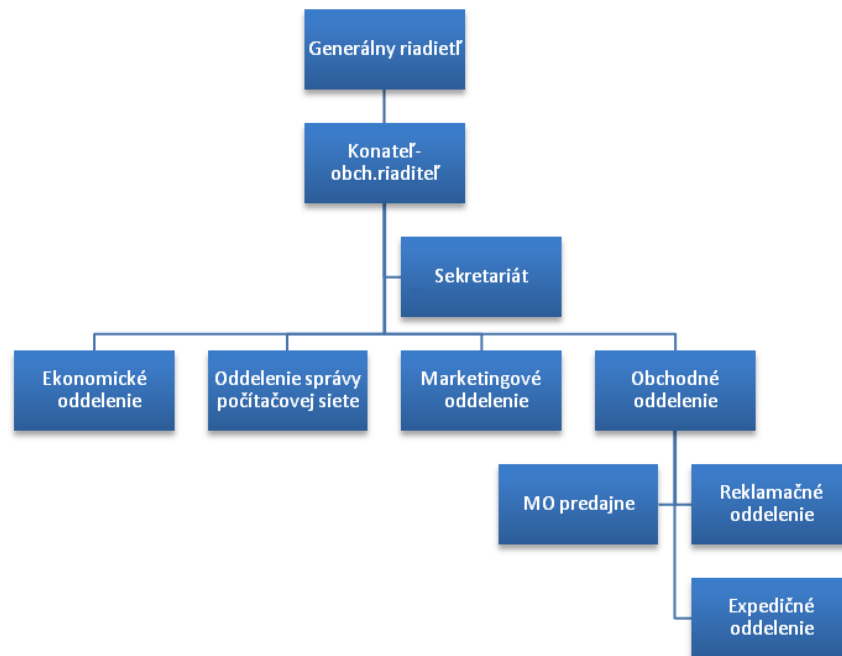 Generálny riadietľ
Konateľ-
obch.riaditeľ
Sekretariát
Ekonomické
oddelenie
Oddelenie správy
počítačovej siete
Marketingové
oddelenie
Obchodné
oddelenie
MO predajne
Reklamačné
oddelenie
Expedičné
oddelenie